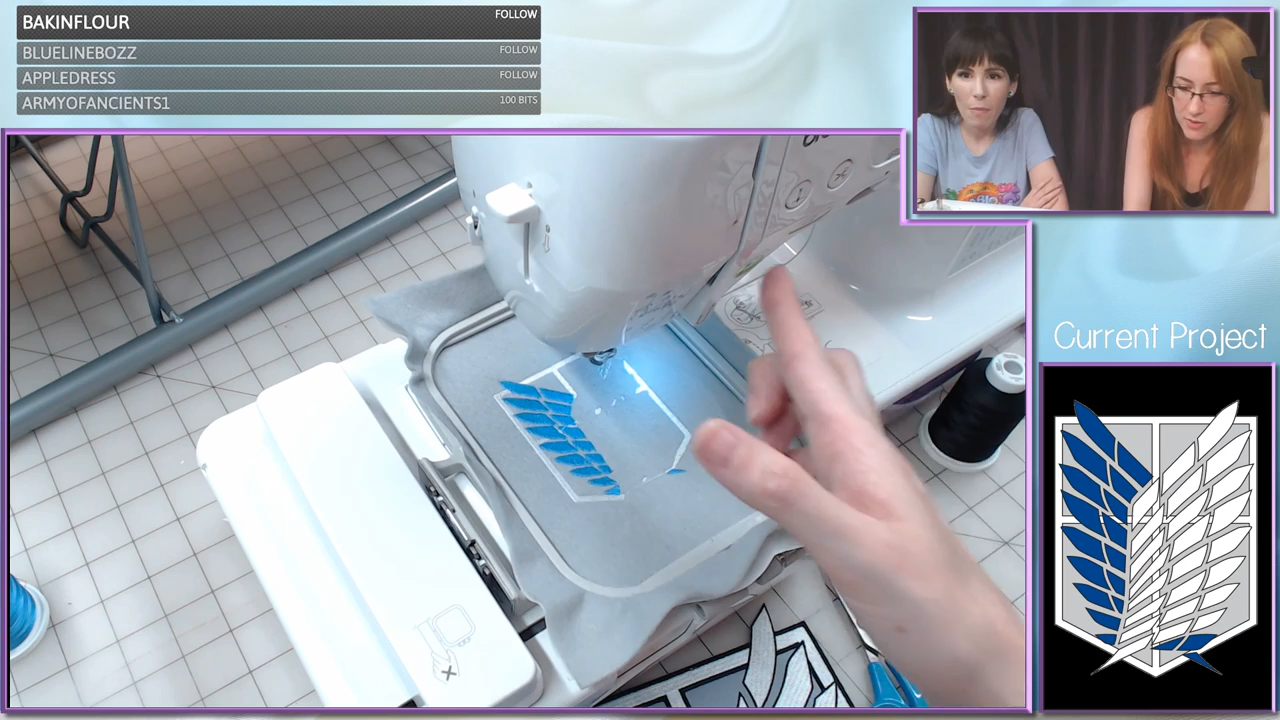 BAKINFLOUR FOLLOW
BLUELINEBOZZ FOLLOW
APPLEDRESS FOLLOW
ARMYOFANCIENTS1 100 BITS
Current Project